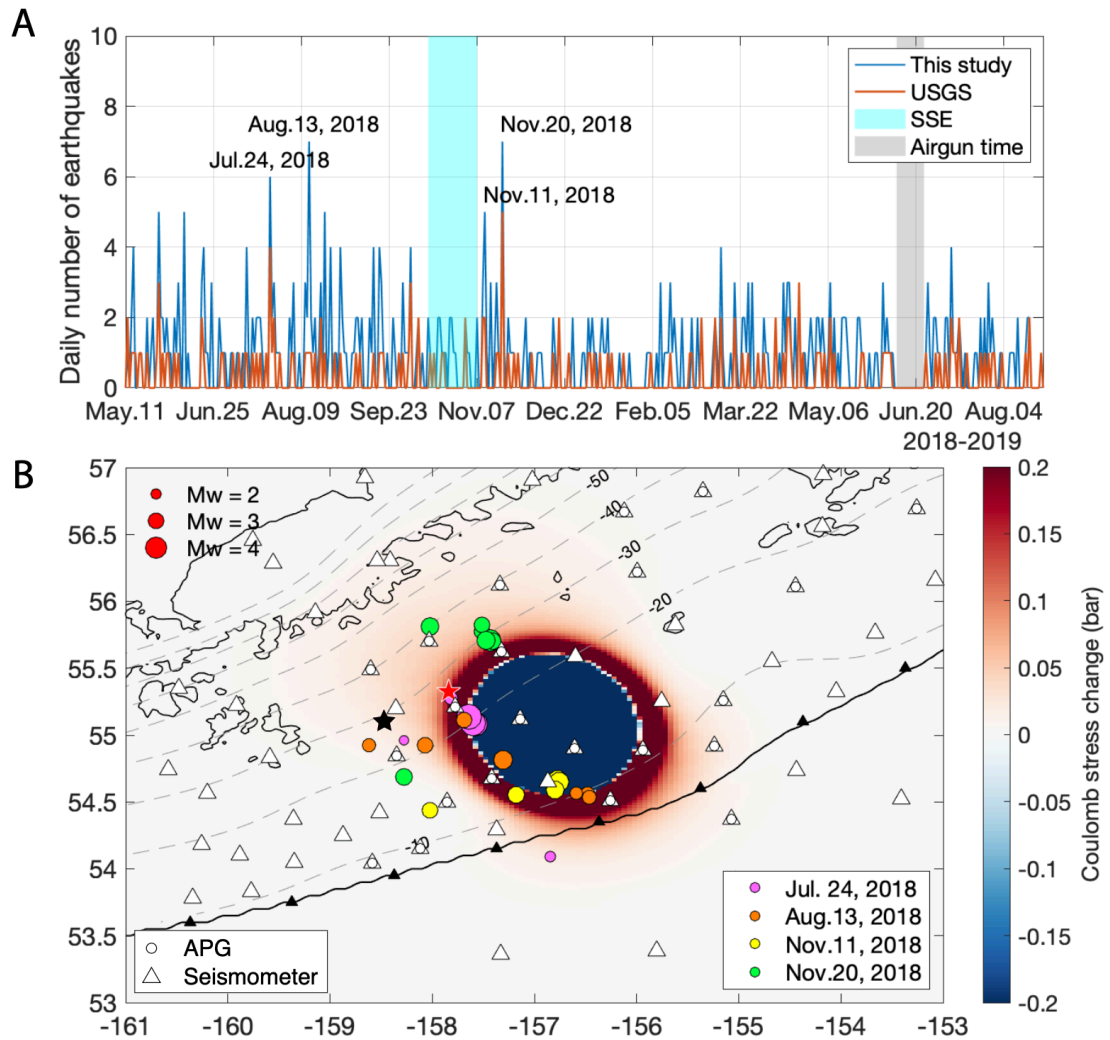 A
Daily number of earthquakes
10
8
6
4
2
0
Aug.13, 2018
Jul.24, 2018
Nov.20, 2018
Nov.11, 2018
This study
USGS
SSE
Airgun time
May.11 Jun.25 Aug.09 Sep.23 Nov.07 Dec.22 Feb.05 Mar.22 May.06 Jun.20 Aug.04
2018-2019
B
57
56.5
56
55.5
55
54.5
54
53.5
53
Mw = 2
Mw = 3
Mw = 4
-50
-40
-30
-20
-10
APG
Seismometer
Jul. 24, 2018
Aug.13, 2018
Nov.11, 2018
Nov.20, 2018
-161 -160 -159 -158 -157 -156 -155 -154 -153
0.2
0.15
0.1
0.05
0
-0.05
-0.1
-0.15
-0.2
Coulomb stress change (bar)